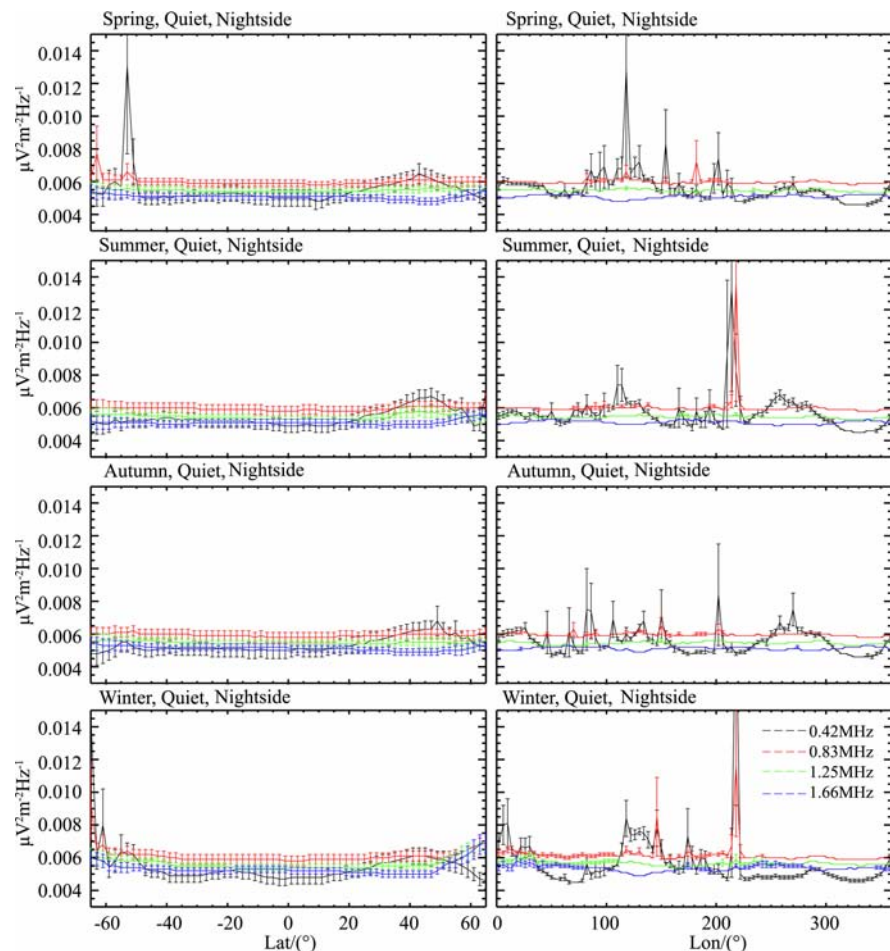 Spring, Quiet, Nightside
Spring, Quiet, Nightside
0.014
0.012
0.010
0.008
0.006
0.004
μV²m⁻²Hz⁻¹
Summer, Quiet, Nightside
Summer, Quiet, Nightside
0.014
0.012
0.010
0.008
0.006
0.004
μV²m⁻²Hz⁻¹
Autumn, Quiet, Nightside
Autumn, Quiet, Nightside
0.014
0.012
0.010
0.008
0.006
0.004
μV²m⁻²Hz⁻¹
Winter, Quiet, Nightside
Winter, Quiet, Nightside
0.014
0.012
0.010
0.008
0.006
0.004
μV²m⁻²Hz⁻¹
0.42MHz
0.83MHz
1.25MHz
1.66MHz
-60 -40 -20 0 20 40 60
0 100 200 300
Lat/(°)
Lon/(°)